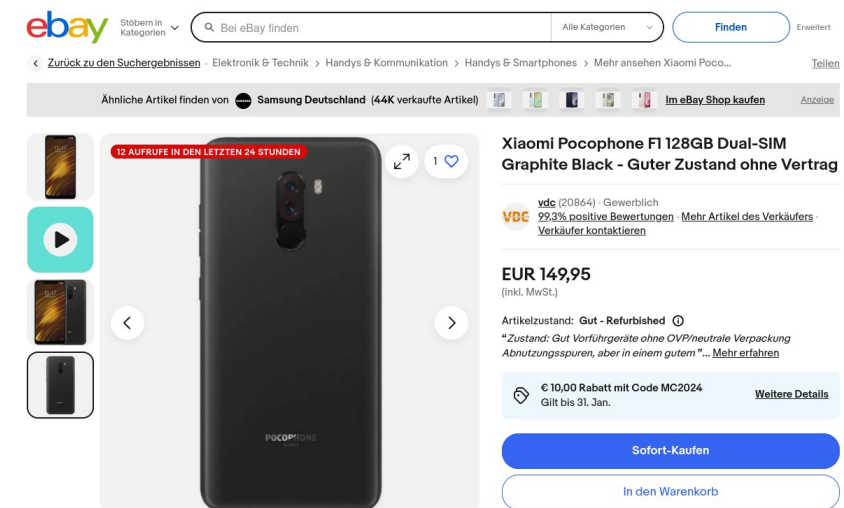 ebay
Stöbern in
Kategorien
Bei eBay finden
Alle Kategorien
Finden
Erweitert
Zurück zu den Suchergebnissen · Elektronik & Technik > Handys & Kommunikation > Handys & Smartphones > Mehr ansehen Xiaomi Poco...
Teilen
Ähnliche Artikel finden von SAMSUNG Samsung Deutschland (44K verkaufte Artikel)
Im eBay Shop kaufen
Anzeige
12 AUFRUFE IN DEN LETZTEN 24 STUNDEN
1
POCOPHONE
Xiaomi Pocophone F1 128GB Dual-SIM
Graphite Black - Guter Zustand ohne Vertrag
VDC
vdc (20864) · Gewerblich
99,3% positive Bewertungen · Mehr Artikel des Verkäufers ·
Verkäufer kontaktieren
EUR 149,95
(inkl. MwSt.)
Artikelzustand: Gut - Refurbished
“Zustand: Gut Vorführgeräte ohne OVP/neutrale Verpackung
Abnutzungsspuren, aber in einem gutem ”... Mehr erfahren
€ 10,00 Rabatt mit Code MC2024
Gilt bis 31. Jan.
Weitere Details
Sofort-Kaufen
In den Warenkorb